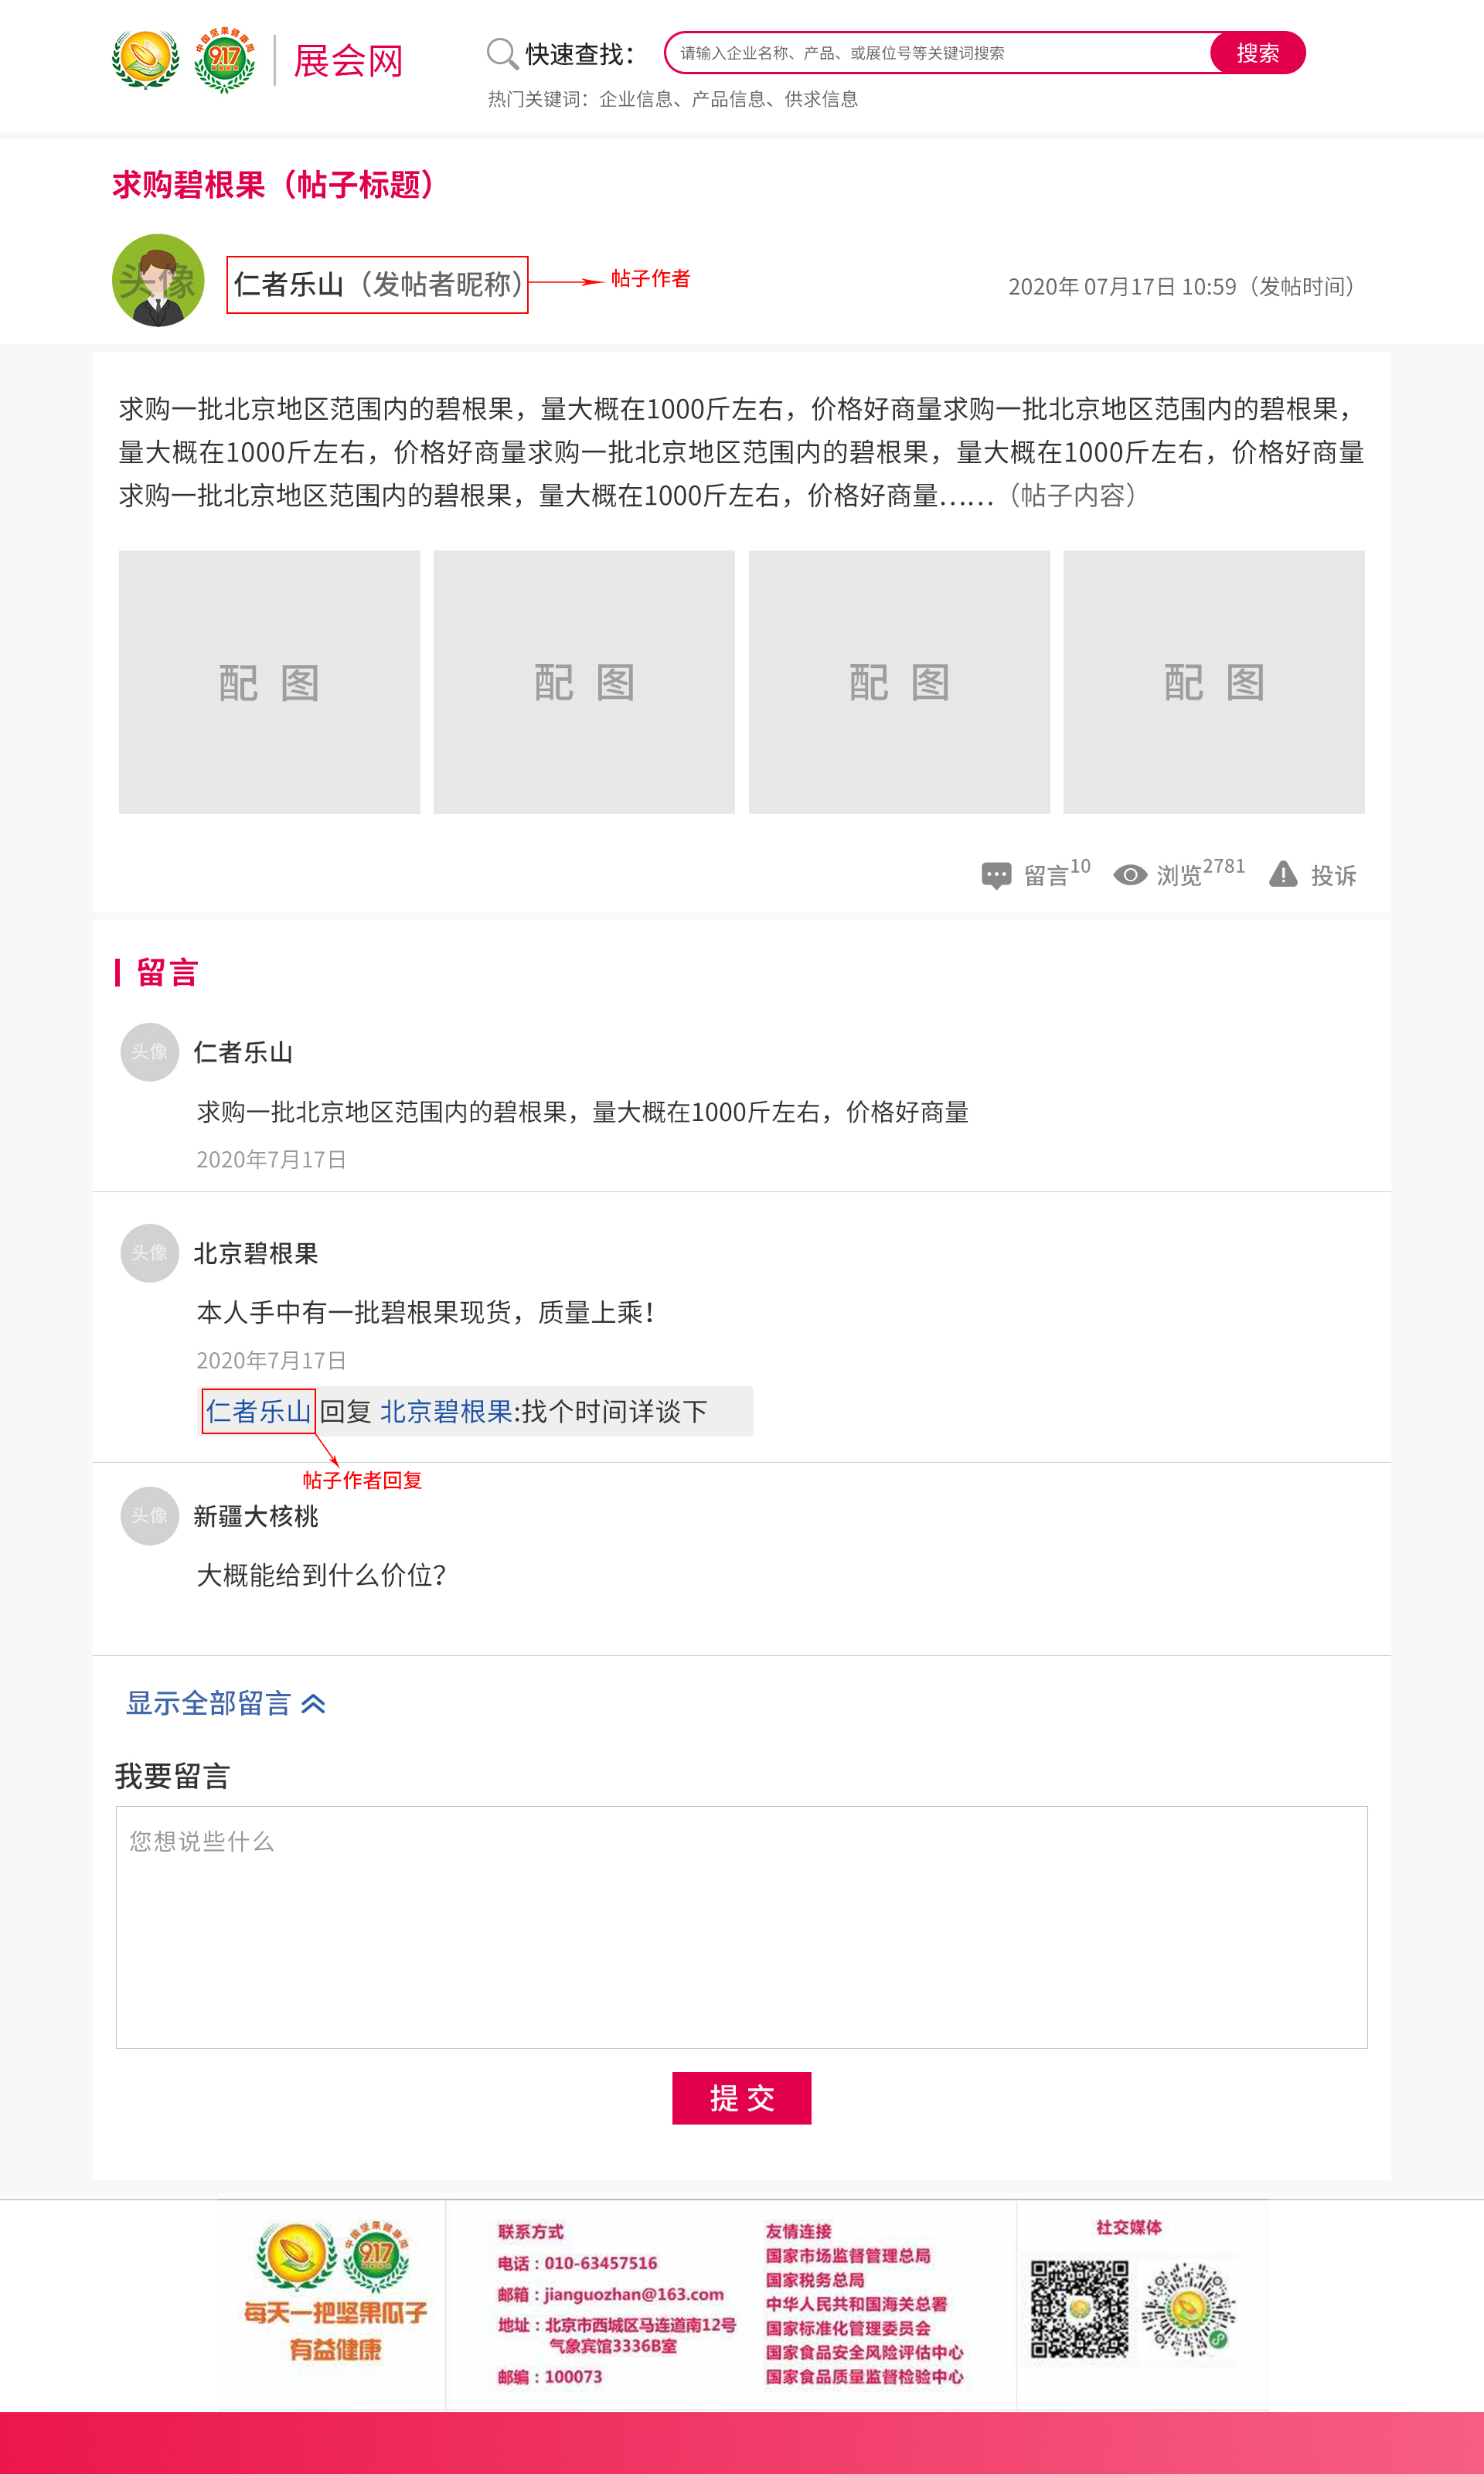 中国坚果健康周
917
展会网
快速查找：
请输入企业名称、产品、或展位号等关键词搜索
搜索
热门关键词：企业信息、产品信息、供求信息
求购碧根果（帖子标题）
头像
仁者乐山（发帖者昵称）
帖子作者
2020年 07月17日 10:59（发帖时间）
求购一批北京地区范围内的碧根果，量大概在1000斤左右，价格好商量求购一批北京地区范围内的碧根果，
量大概在1000斤左右，价格好商量求购一批北京地区范围内的碧根果，量大概在1000斤左右，价格好商量
求购一批北京地区范围内的碧根果，量大概在1000斤左右，价格好商量……（帖子内容）
配 图
配 图
配 图
配 图
留言10
浏览2781
投诉
留言
头像
仁者乐山
求购一批北京地区范围内的碧根果，量大概在1000斤左右，价格好商量
2020年7月17日
头像
北京碧根果
本人手中有一批碧根果现货，质量上乘！
2020年7月17日
仁者乐山 回复 北京碧根果:找个时间详谈下
帖子作者回复
头像
新疆大核桃
大概能给到什么价位？
显示全部留言
我要留言
您想说些什么
提 交
中国坚果健康周
917
每天一把坚果瓜子
有益健康
联系方式
电话：010-63457516
邮箱：jianguozhan@163.com
地址：北京市西城区马连道南12号
气象宾馆3336B室
邮编：100073
友情连接
国家市场监督管理总局
国家税务总局
中华人民共和国海关总署
国家标准化管理委员会
国家食品安全风险评估中心
国家食品质量监督检验中心
社交媒体